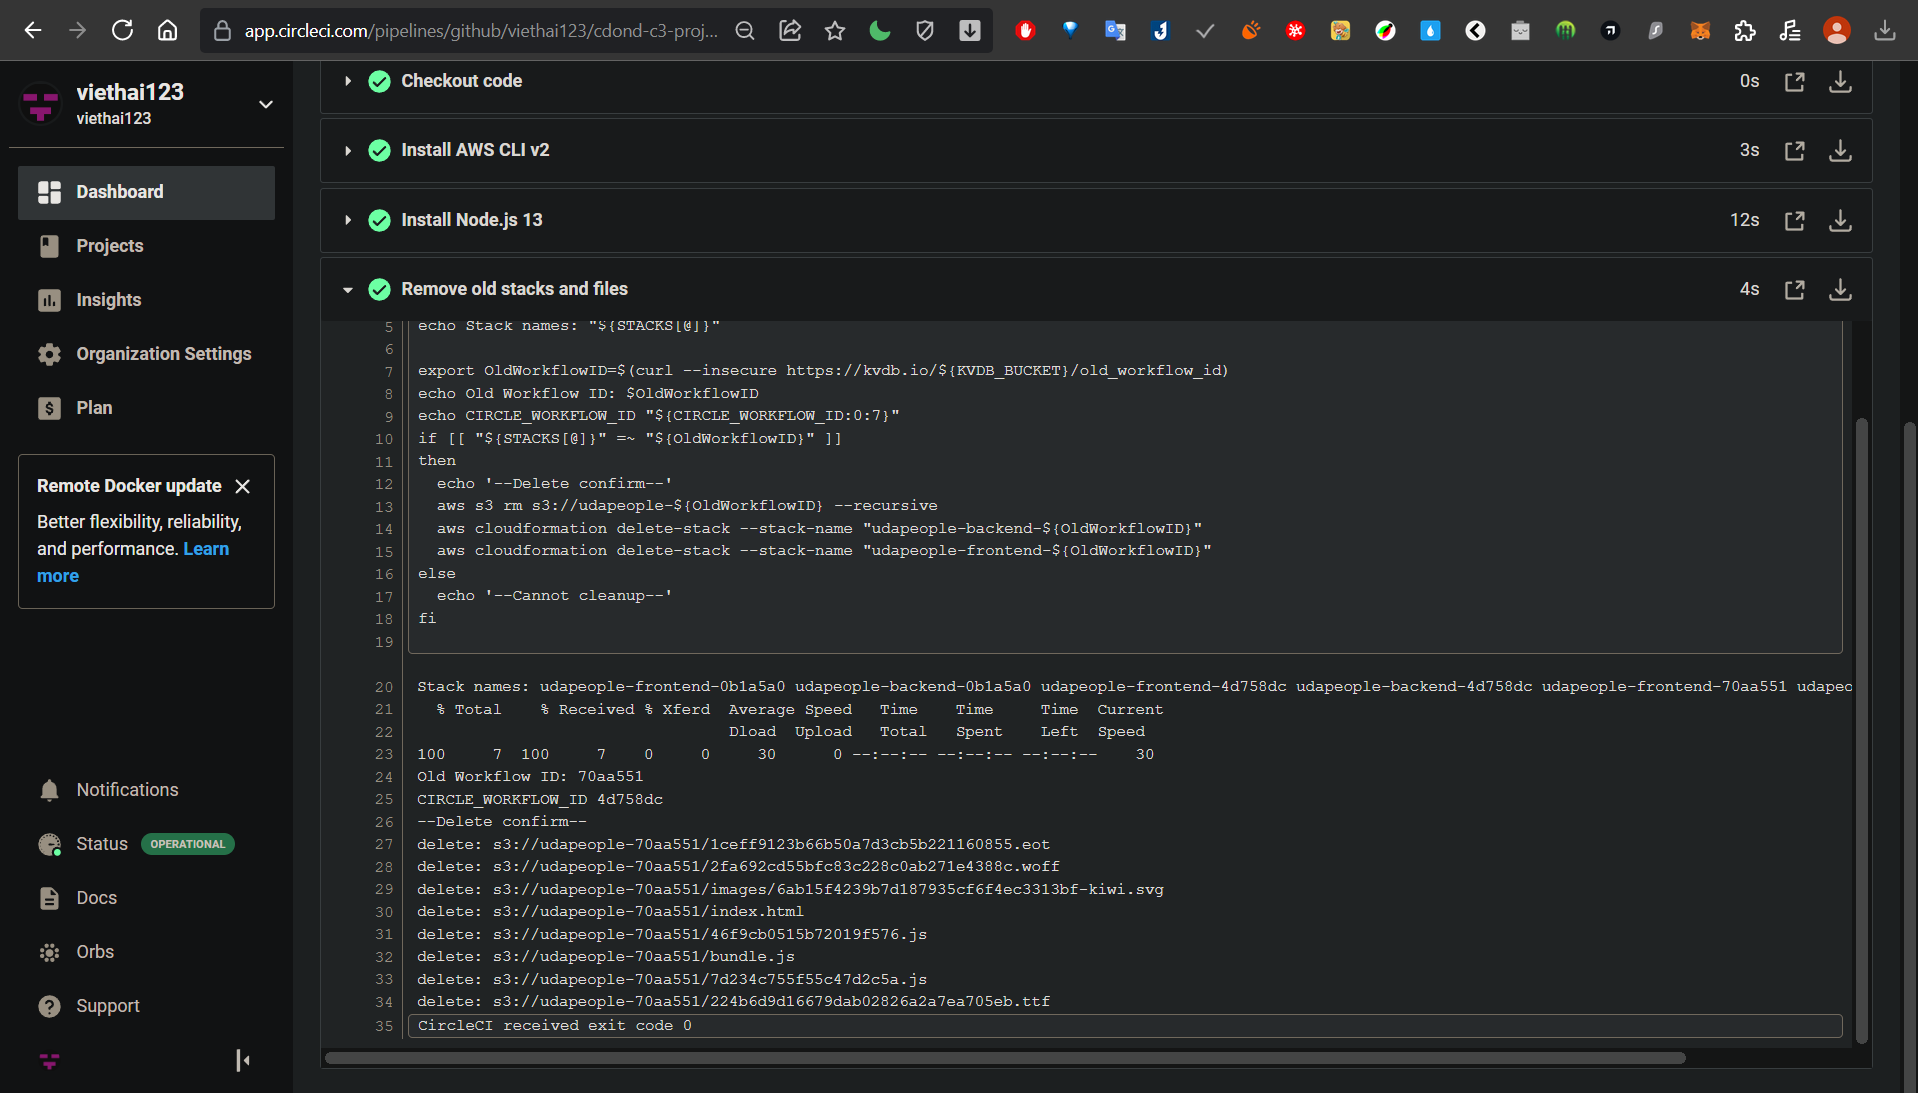 app.circleci.com/pipelines/github/viethai123/cdond-c3-proj...
viethai123
viethai123
Dashboard
Projects
Insights
Organization Settings
Plan
Remote Docker update
Better flexibility, reliability,
and performance. Learn
more
Notifications
Status OPERATIONAL
Docs
Orbs
Support
Checkout code 0s
Install AWS CLI v2 3s
Install Node.js 13 12s
Remove old stacks and files 4s
5 echo Stack names: "${STACKS[@]}"
6
7 export OldWorkflowID=$(curl --insecure https://kvdb.io/${KVDB_BUCKET}/old_workflow_id)
8 echo Old Workflow ID: $OldWorkflowID
9 echo CIRCLE_WORKFLOW_ID "${CIRCLE_WORKFLOW_ID:0:7}"
10 if [[ "${STACKS[@]}" =~ "${OldWorkflowID}" ]]
11 then
12 echo '--Delete confirm--'
13 aws s3 rm s3://udapeople-${OldWorkflowID} --recursive
14 aws cloudformation delete-stack --stack-name "udapeople-backend-${OldWorkflowID}"
15 aws cloudformation delete-stack --stack-name "udapeople-frontend-${OldWorkflowID}"
16 else
17 echo '--Cannot cleanup--'
18 fi
19
20 Stack names: udapeople-frontend-0b1a5a0 udapeople-backend-0b1a5a0 udapeople-frontend-4d758dc udapeople-backend-4d758dc udapeople-frontend-70aa551 udapeo
21 % Total % Received % Xferd Average Speed Time Time Time Current
22 Dload Upload Total Spent Left Speed
23 100 7 100 7 0 0 30 0 --:--:-- --:--:-- --:--:-- 30
24 Old Workflow ID: 70aa551
25 CIRCLE_WORKFLOW_ID 4d758dc
26 --Delete confirm--
27 delete: s3://udapeople-70aa551/1ceff9123b66b50a7d3cb5b221160855.eot
28 delete: s3://udapeople-70aa551/2fa692cd55bfc83c228c0ab271e4388c.woff
29 delete: s3://udapeople-70aa551/images/6ab15f4239b7d187935cf6f4ec3313bf-kiwi.svg
30 delete: s3://udapeople-70aa551/index.html
31 delete: s3://udapeople-70aa551/46f9cb0515b72019f576.js
32 delete: s3://udapeople-70aa551/bundle.js
33 delete: s3://udapeople-70aa551/7d234c755f55c47d2c5a.js
34 delete: s3://udapeople-70aa551/224b6d9d16679dab02826a2a7ea705eb.ttf
35 CircleCI received exit code 0